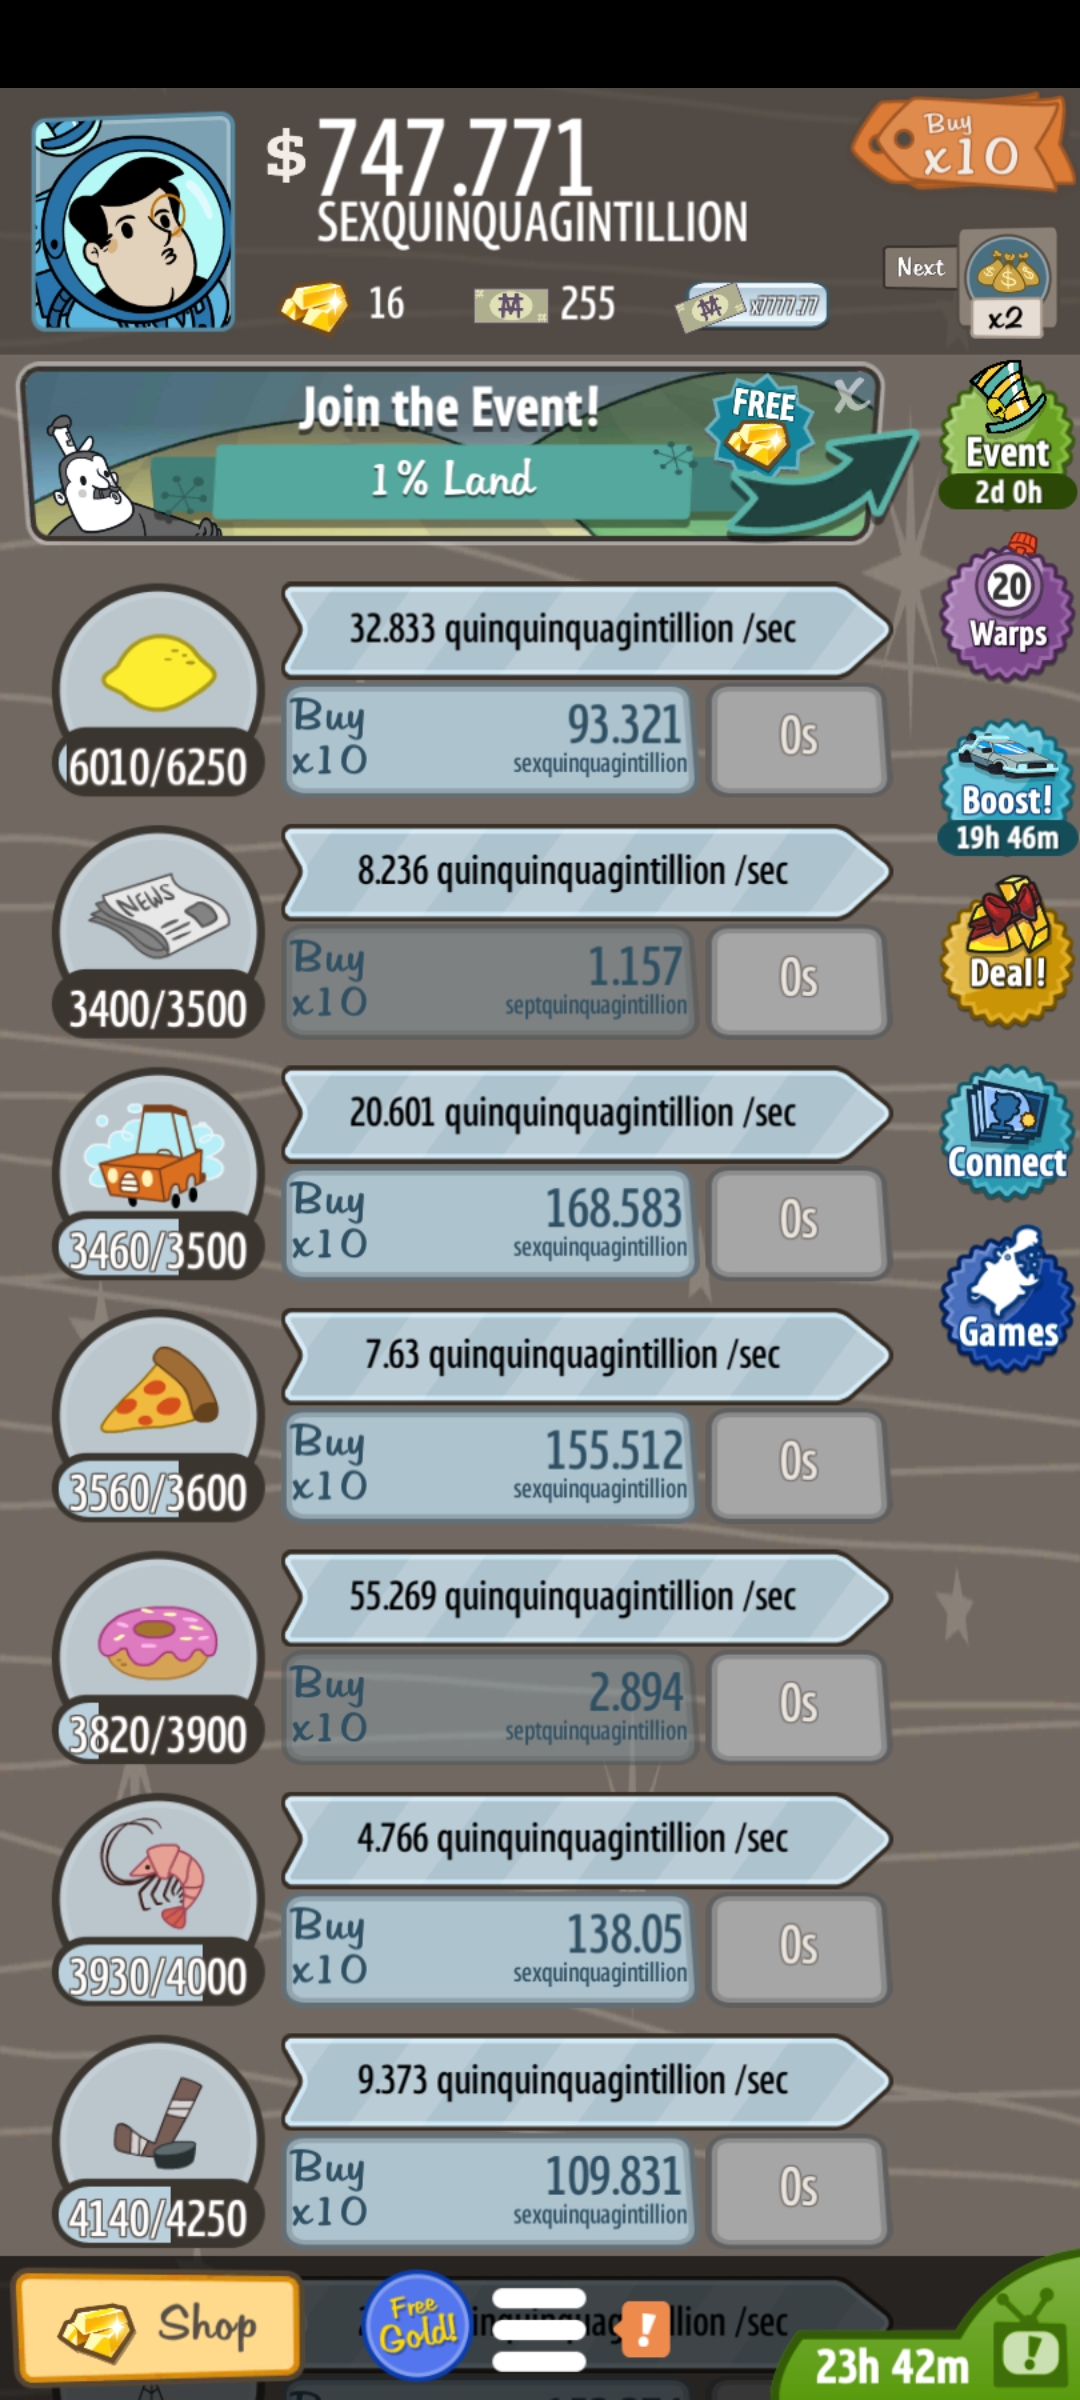 $747.771
SEXQUINQUAGINTILLION
Buy
x10
16
255
x7777.77
Next
x2
Join the Event!
1% Land
FREE
X
Event
2d 0h
20
Warps
Boost!
19h 46m
Deal!
Connect
Games
32.833 quinquinquagintillion /sec
Buy
x10
93.321
sexquinquagintillion
0s
6010/6250
NEWS
8.236 quinquinquagintillion /sec
Buy
x10
1.157
septquinquagintillion
0s
3400/3500
20.601 quinquinquagintillion /sec
Buy
x10
168.583
sexquinquagintillion
0s
3460/3500
7.63 quinquinquagintillion /sec
Buy
x10
155.512
sexquinquagintillion
0s
3560/3600
55.269 quinquinquagintillion /sec
Buy
x10
2.894
septquinquagintillion
0s
3820/3900
4.766 quinquinquagintillion /sec
Buy
x10
138.05
sexquinquagintillion
0s
3930/4000
9.373 quinquinquagintillion /sec
Buy
x10
109.831
sexquinquagintillion
0s
4140/4250
Shop
Free
Gold!
!
/sec
23h 42m
!
Buy